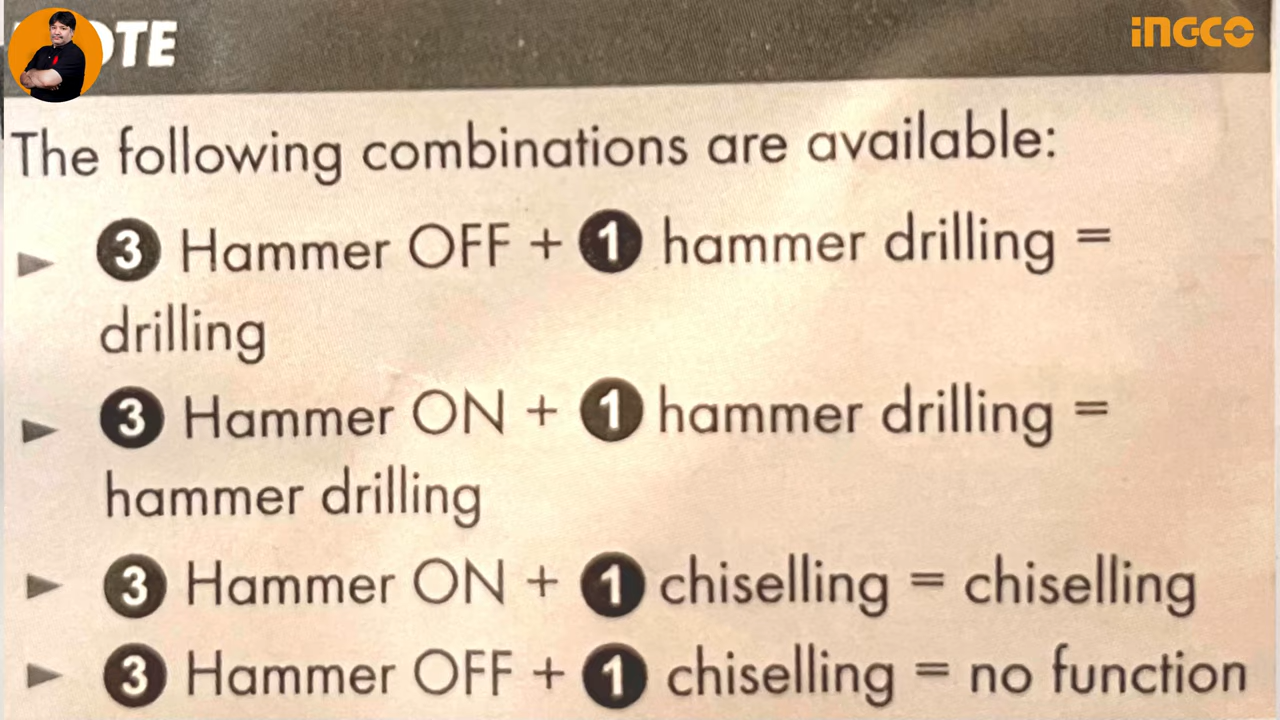 OTE
INGCO
The following combinations are available:
► 3 Hammer OFF + 1 hammer drilling =
drilling
► 3 Hammer ON + 1 hammer drilling =
hammer drilling
► 3 Hammer ON + 1 chiselling = chiselling
► 3 Hammer OFF + 1 chiselling = no function